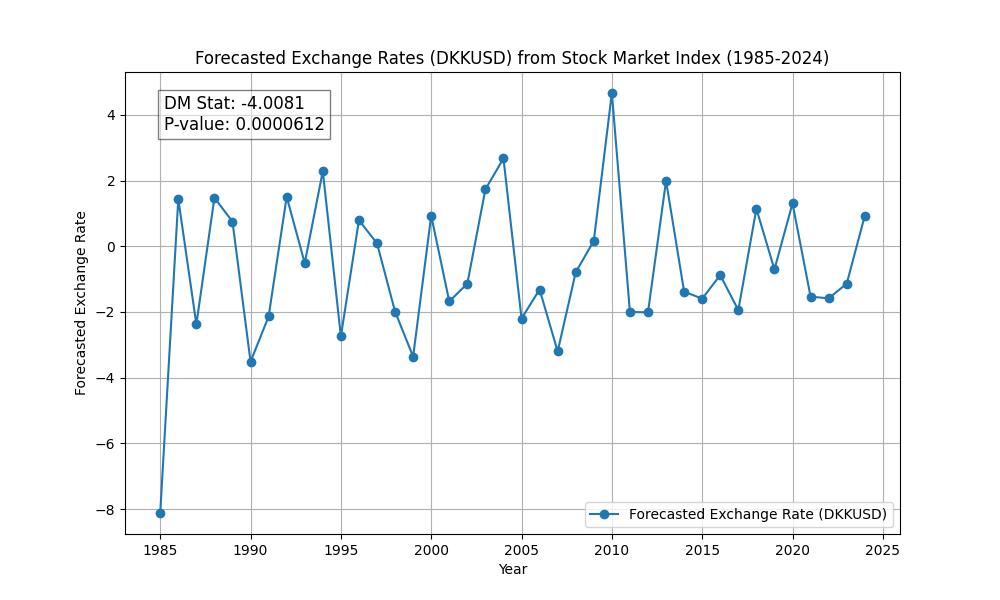 Forecasted Exchange Rates (DKKUSD) from Stock Market Index (1985-2024)
DM Stat: -4.0081
P-value: 0.0000612
Forecasted Exchange Rate
4
2
0
−2
−4
−6
−8
Forecasted Exchange Rate (DKKUSD)
1985 1990 1995 2000 2005 2010 2015 2020 2025
Year